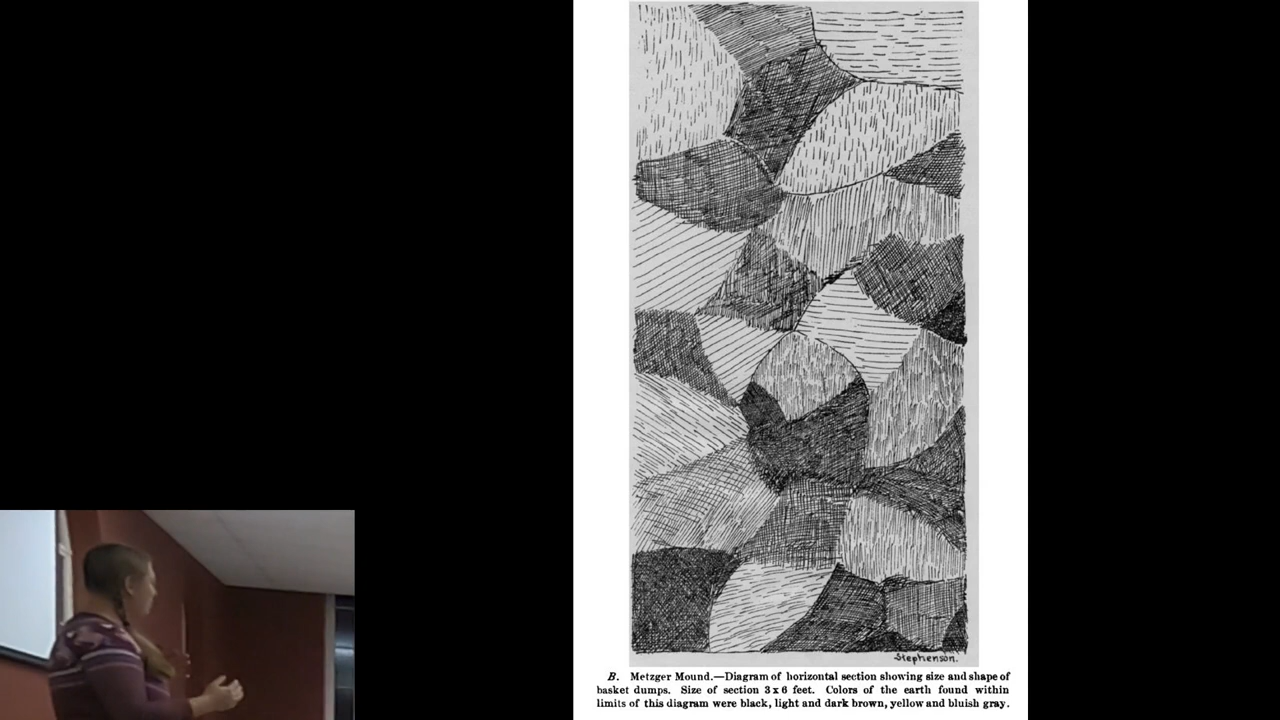 Stephenson.
B. Metzger Mound.—Diagram of horizontal section showing size and shape of
basket dumps. Size of section 3 x 6 feet. Colors of the earth found within
limits of this diagram were black, light and dark brown, yellow and bluish gray.